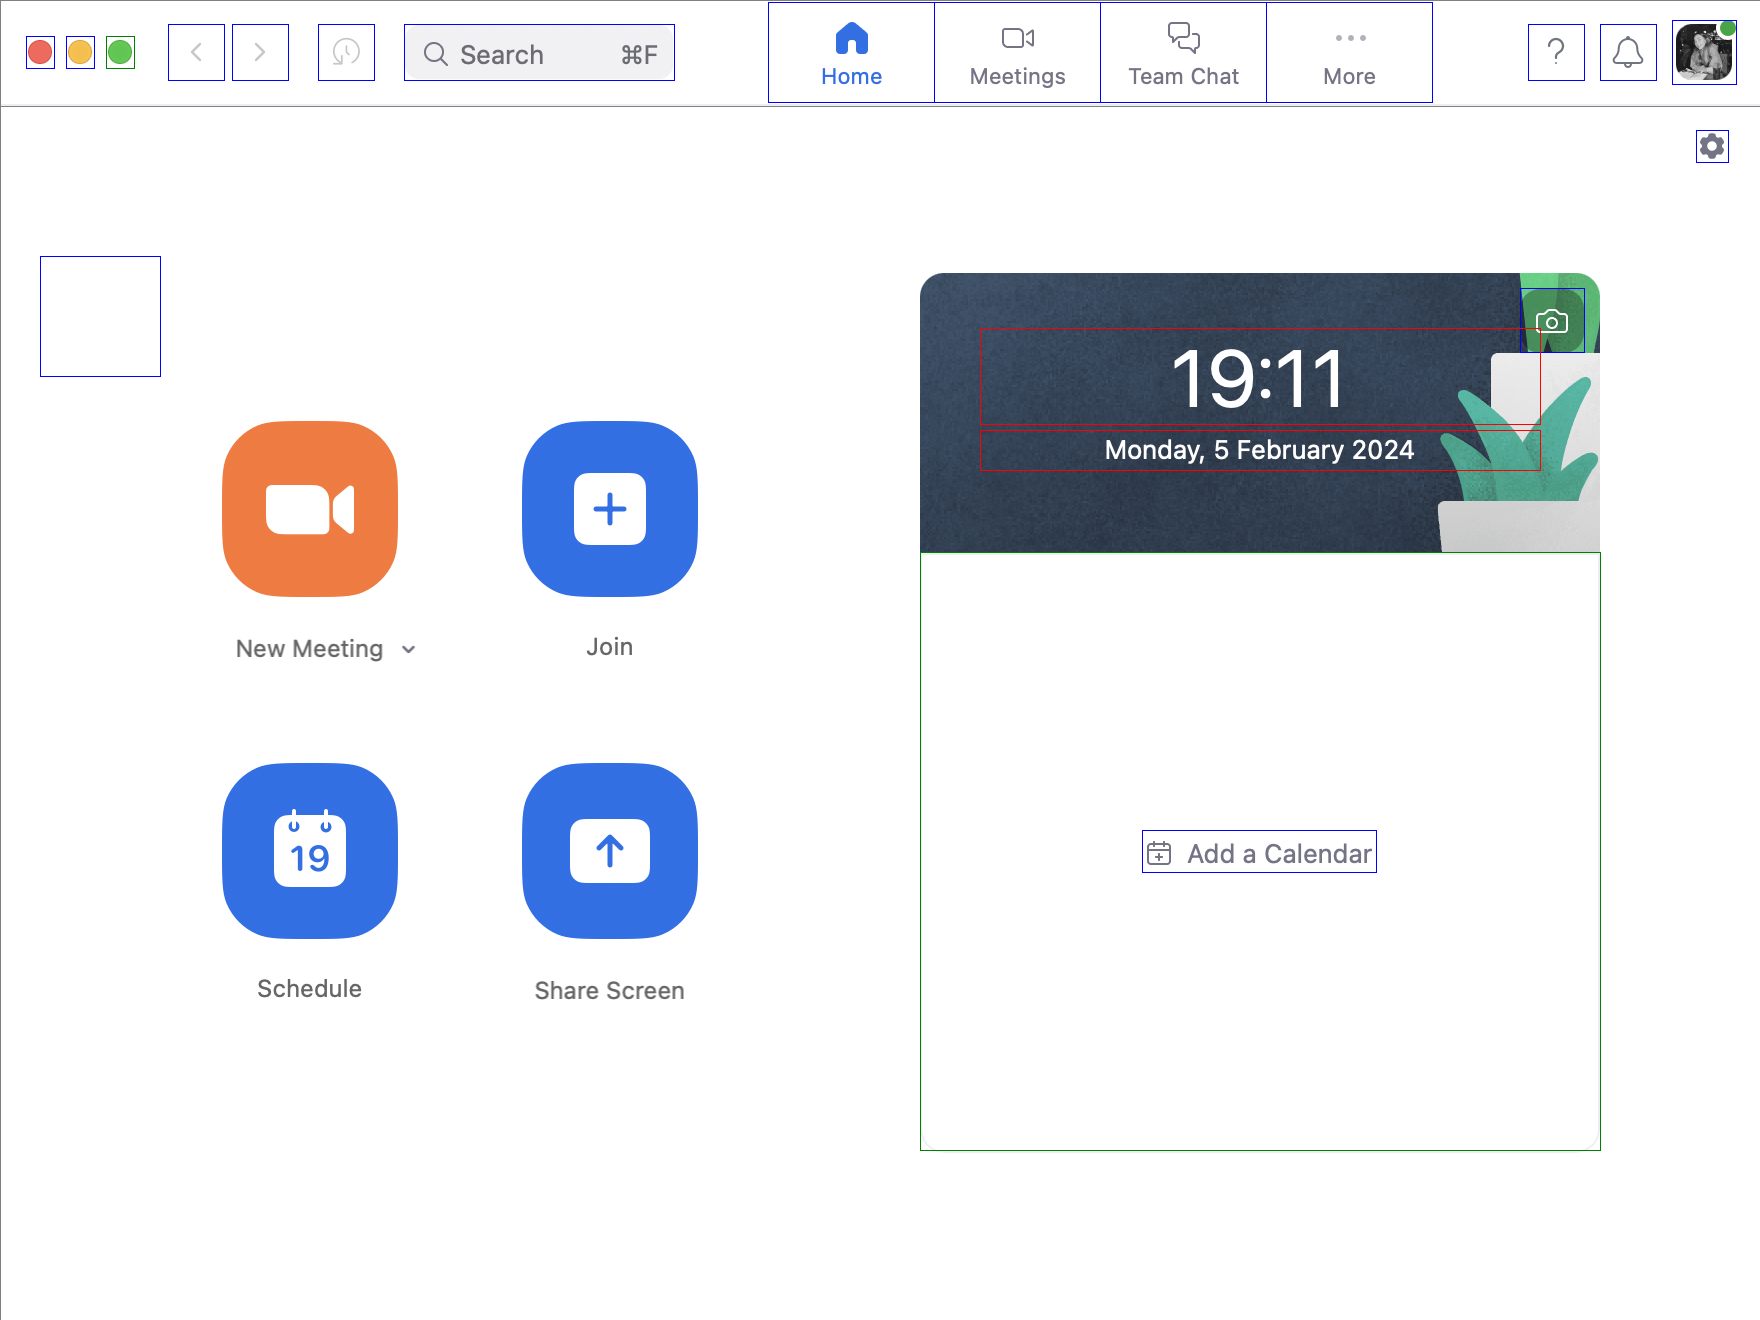 Search ⌘F
Home
Meetings
Team Chat
More
19:11
Monday, 5 February 2024
New Meeting
Join
19
Schedule
Share Screen
Add a Calendar